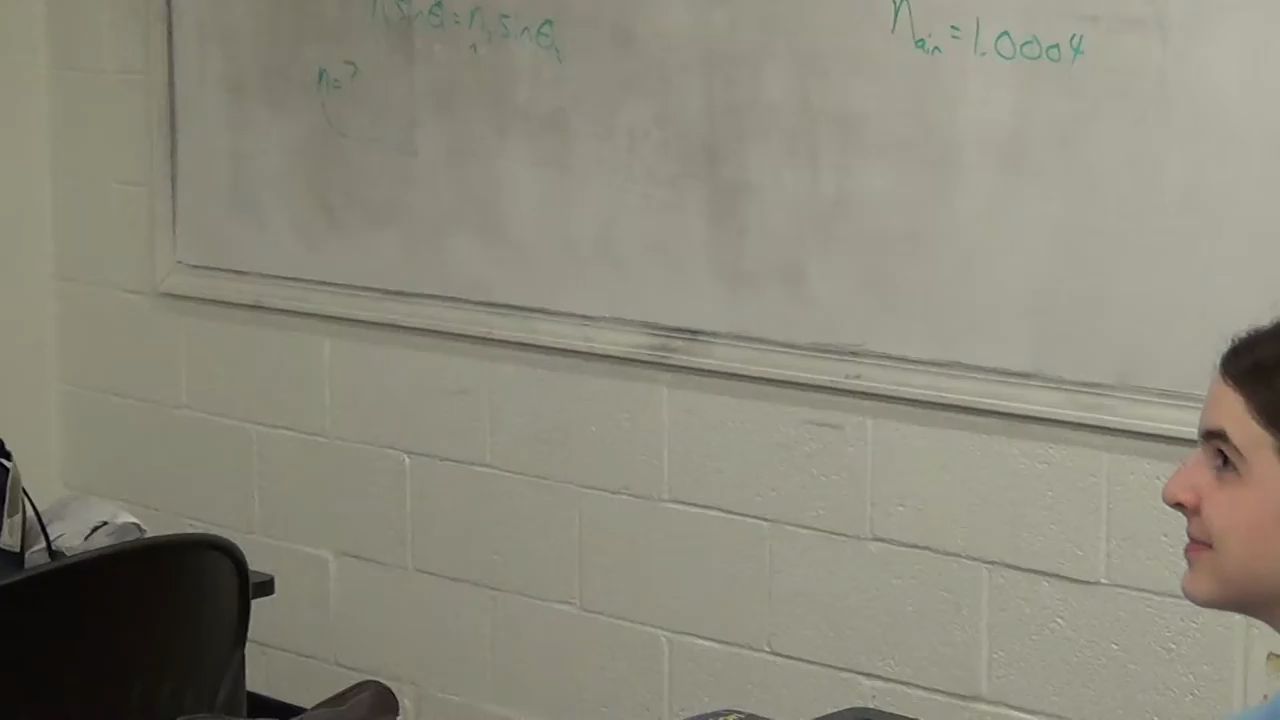 n₁sinθ₁=n₂sinθ₂
n=?
n_air = 1.0004